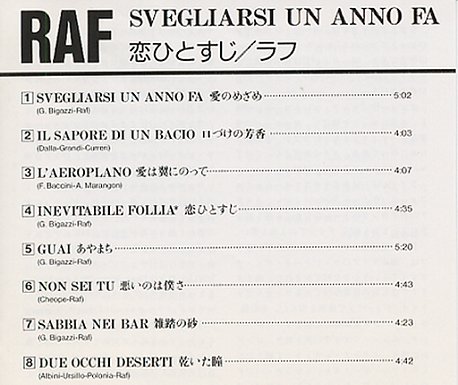 RAF SVEGLIARSI UN ANNO FA
恋ひとすじ/ラフ
1 SVEGLIARSI UN ANNO FA 愛のめざめ 5:02
(G. Bigazzi-Raf)
2 IL SAPORE DI UN BACIO 口づけの芳香 4:03
(Dalla-Grandi-Curreri)
3 L'AEROPLANO 愛は翼にのって 4:07
(F. Baccini-A. Marangon)
4 INEVITABILE FOLLIA* 恋ひとすじ 4:35
(G. Bigazzi-Raf)
5 GUAI あやまち 5:20
(G. Bigazzi-Raf)
6 NON SEI TU 悪いのは僕さ 4:43
(Cheope-Raf)
7 SABBIA NEI BAR 雑踏の砂 4:23
(G. Bigazzi-Raf)
8 DUE OCCHI DESERTI 乾いた瞳 4:42
(Albini-Ursillo-Polonia-Raf)